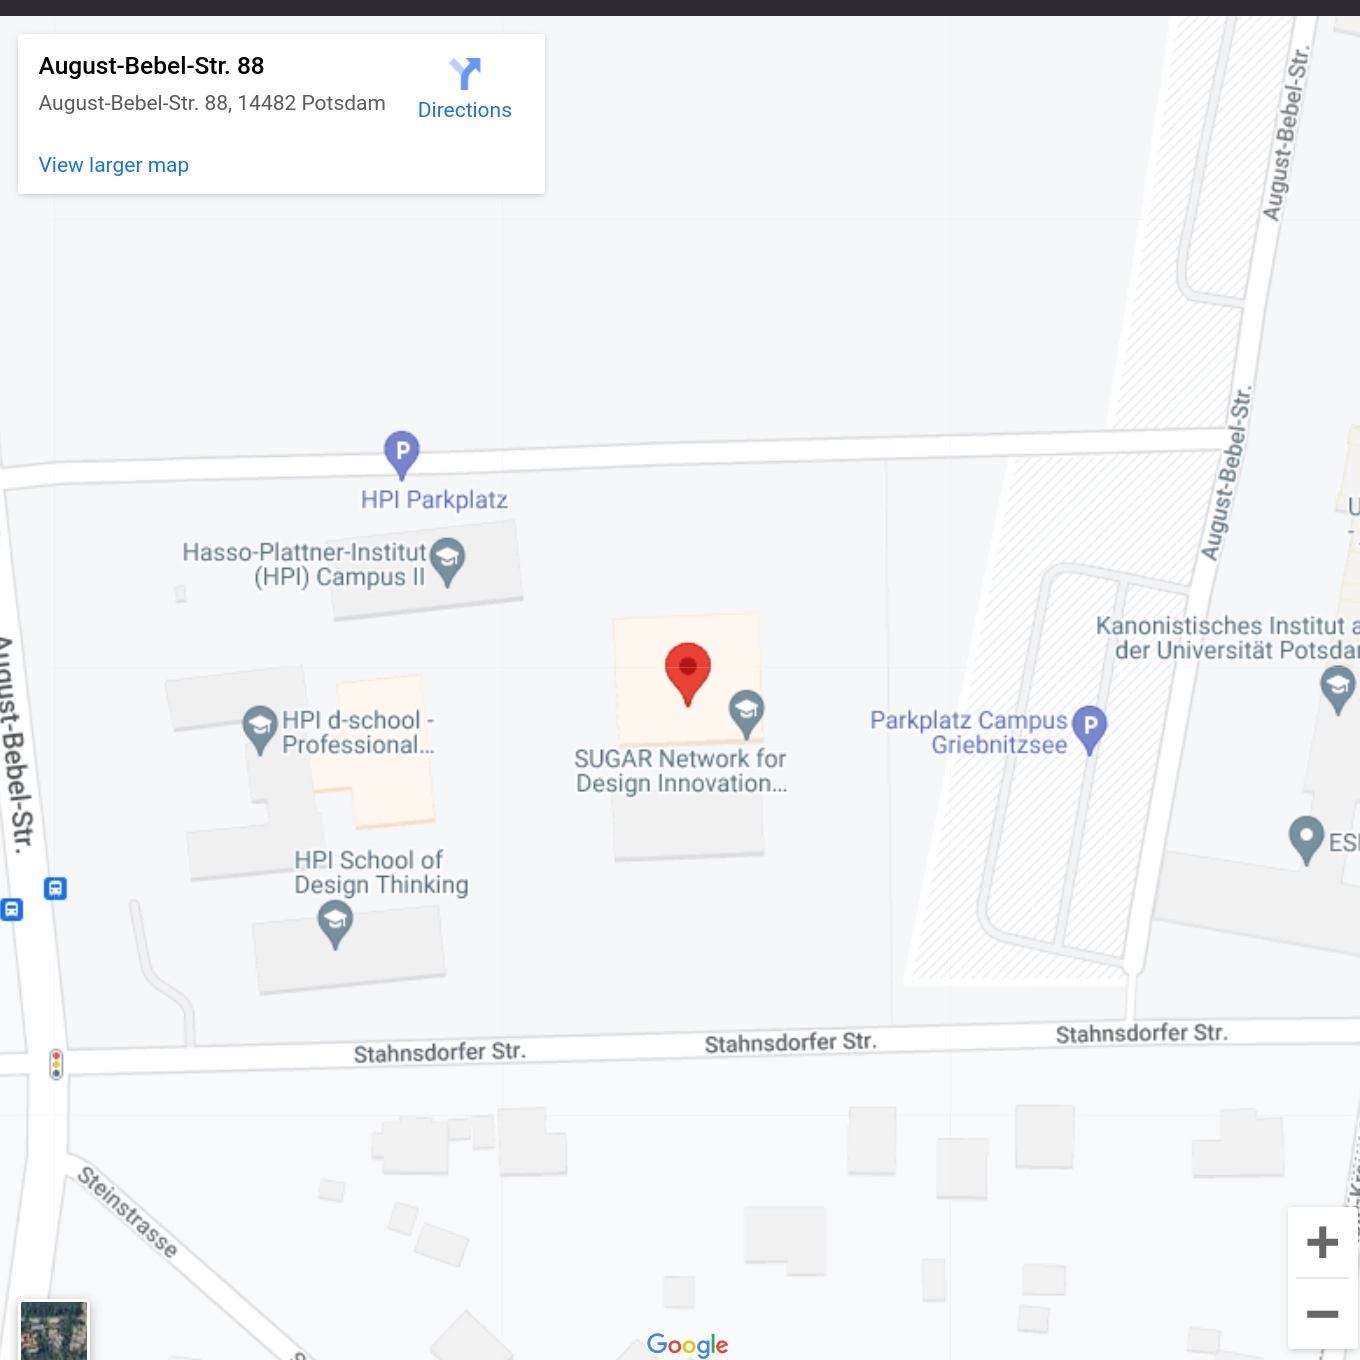 August-Bebel-Str. 88
August-Bebel-Str. 88, 14482 Potsdam
Directions
View larger map
August-Bebel-Str.
August-Bebel-Str.
P
HPI Parkplatz
Hasso-Plattner-Institut
(HPI) Campus II
Kanonistisches Institut a
der Universität Potsda
August-Bebel-Str.
HPI d-school -
Professional...
SUGAR Network for
Design Innovation...
Parkplatz Campus
Griebnitzsee
P
HPI School of
Design Thinking
Stahnsdorfer Str.
Stahnsdorfer Str.
Stahnsdorfer Str.
Steinstrasse
Google